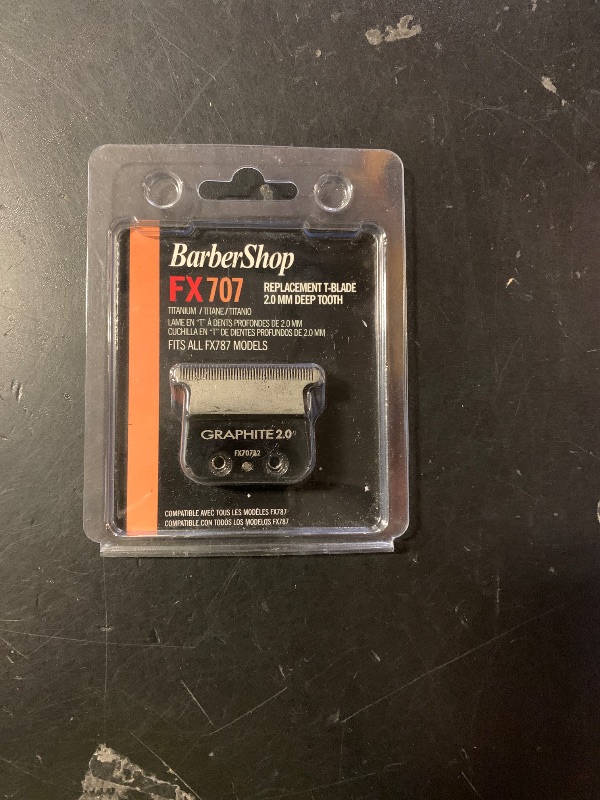 BarberShop
FX707
REPLACEMENT T-BLADE
2.0 MM DEEP TOOTH
TITANIUM / TITANE / TITANIO
LAME EN "T" À DENTS PROFONDES DE 2.0 MM
CUCHILLA EN "T" DE DIENTES PROFUNDOS DE 2.0 MM
FITS ALL FX787 MODELS
GRAPHITE 2.0
COMPATIBLE AVEC TOUS LES MODÈLES FX787
COMPATIBLE CON TODOS LOS MODELOS FX787